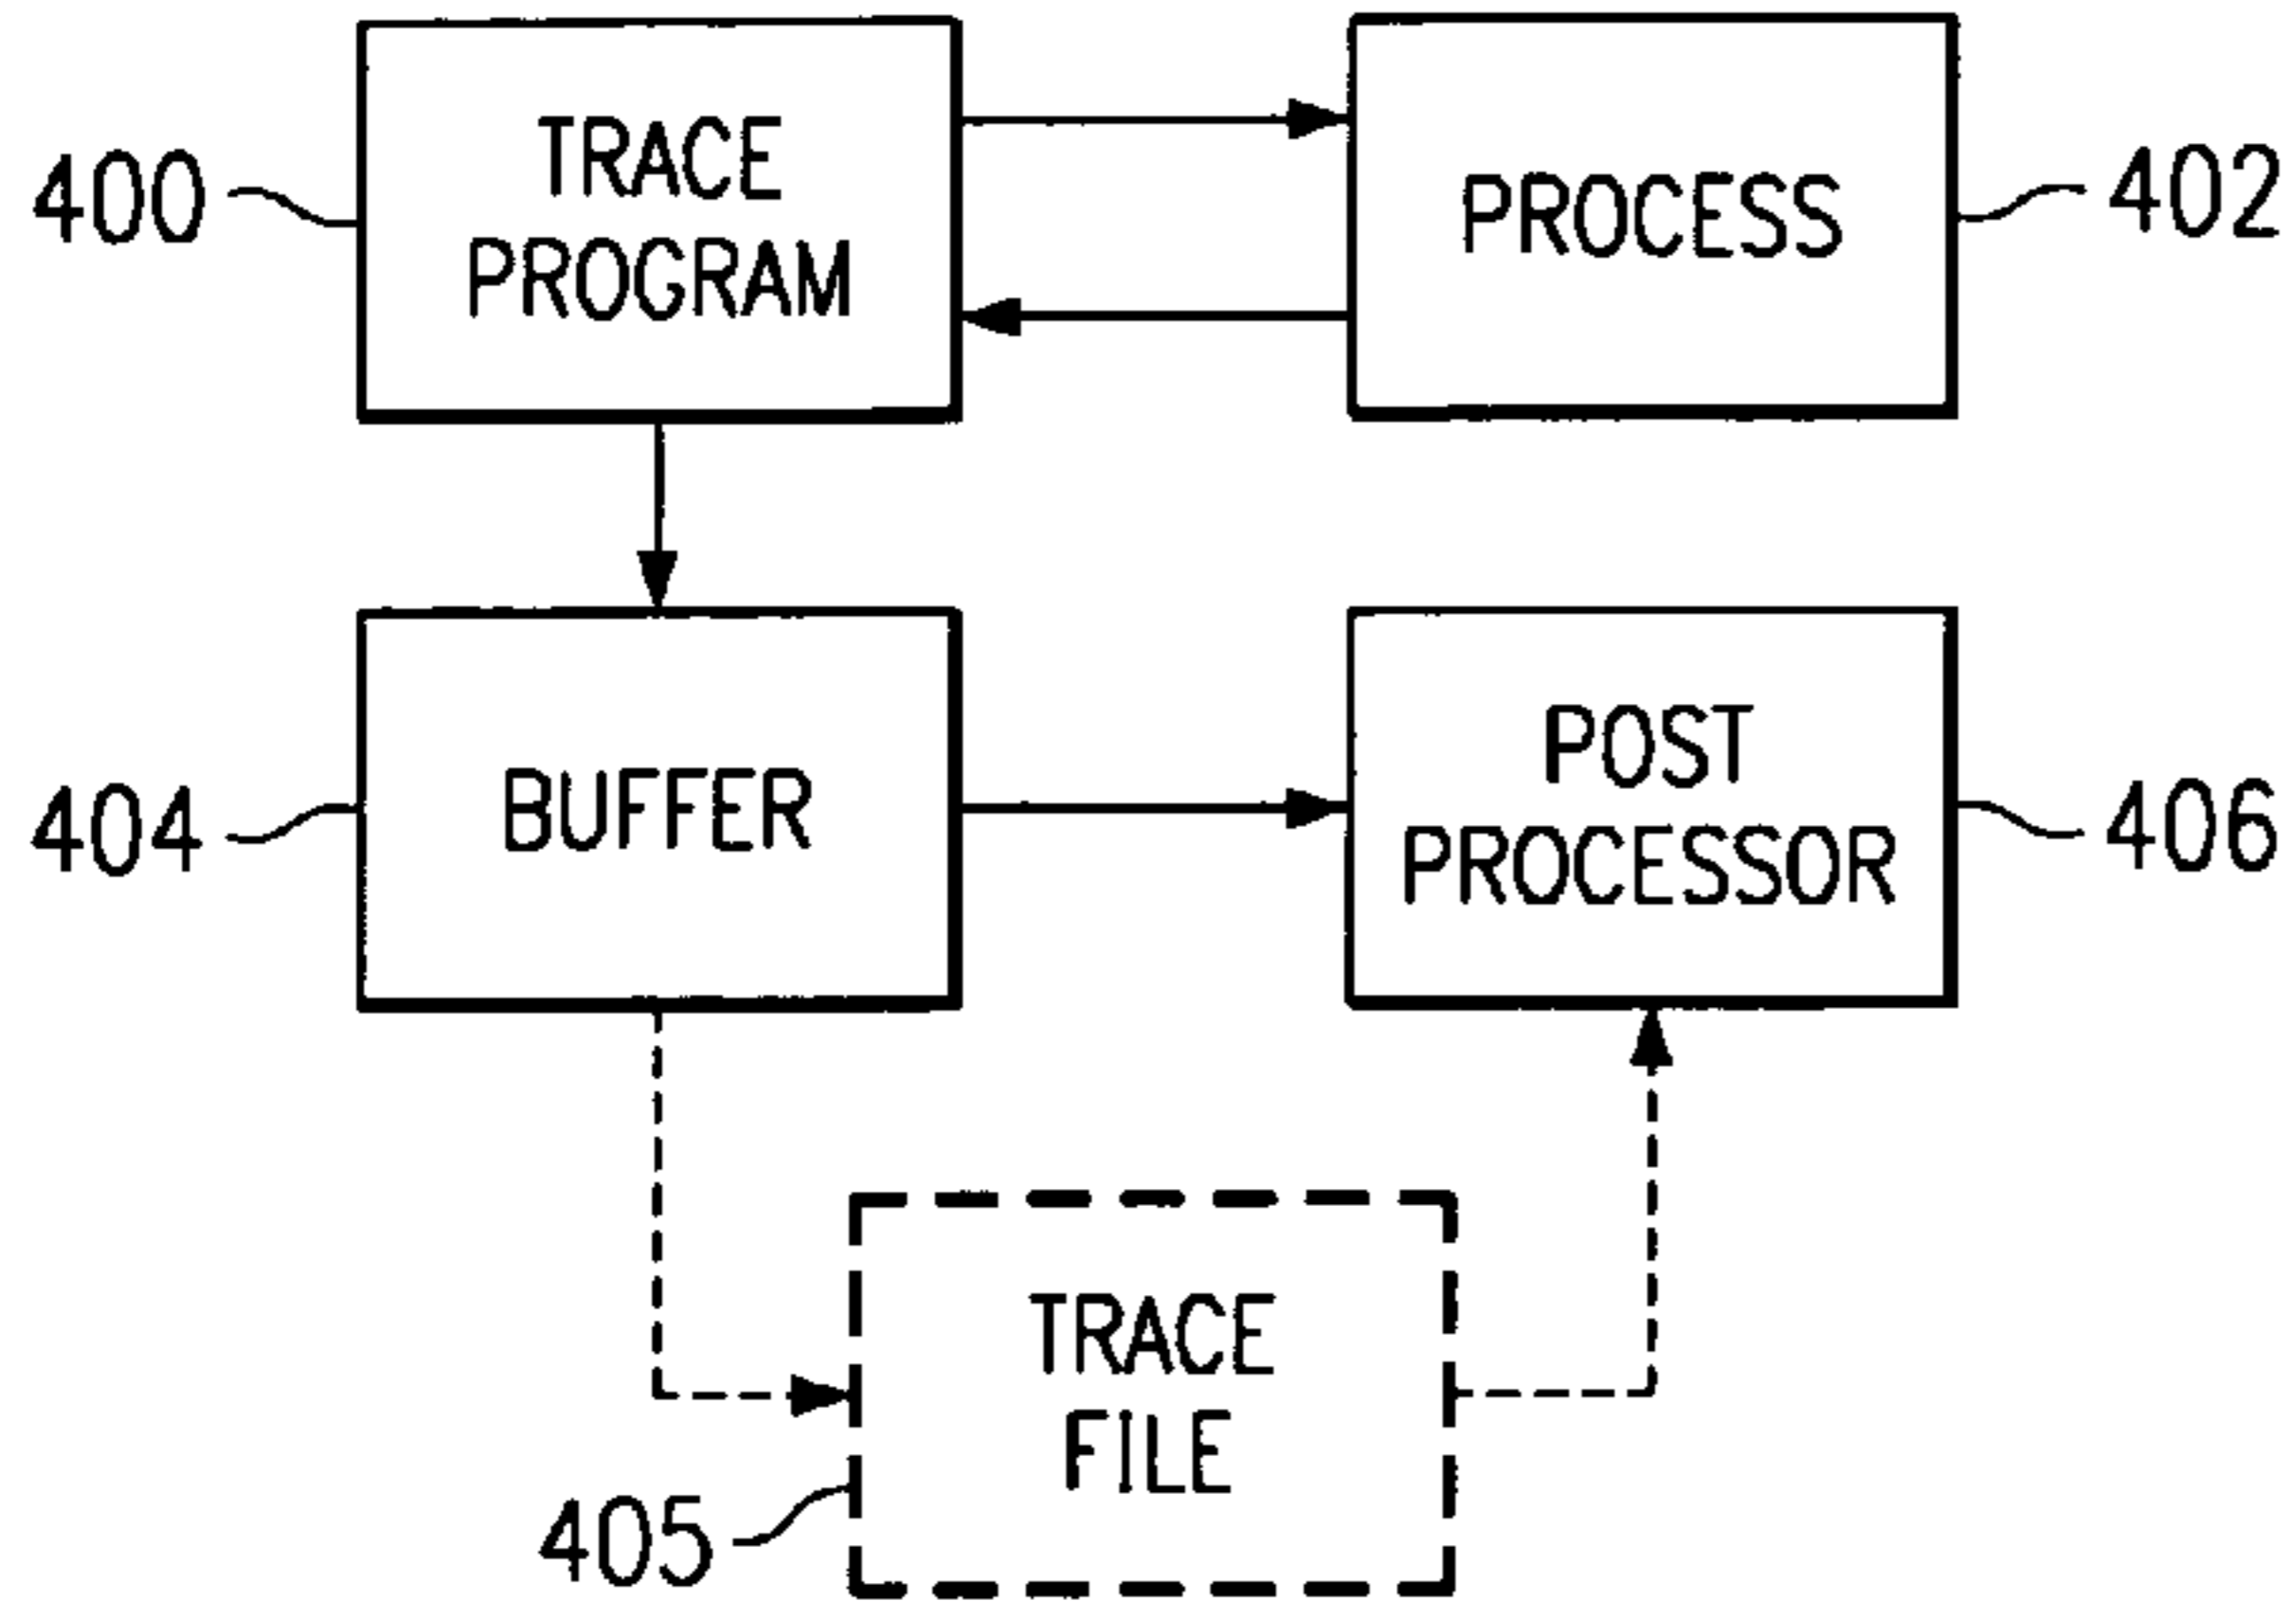 400
TRACE
PROGRAM
PROCESS
402
404
BUFFER
POST
PROCESSOR
406
TRACE
FILE
405